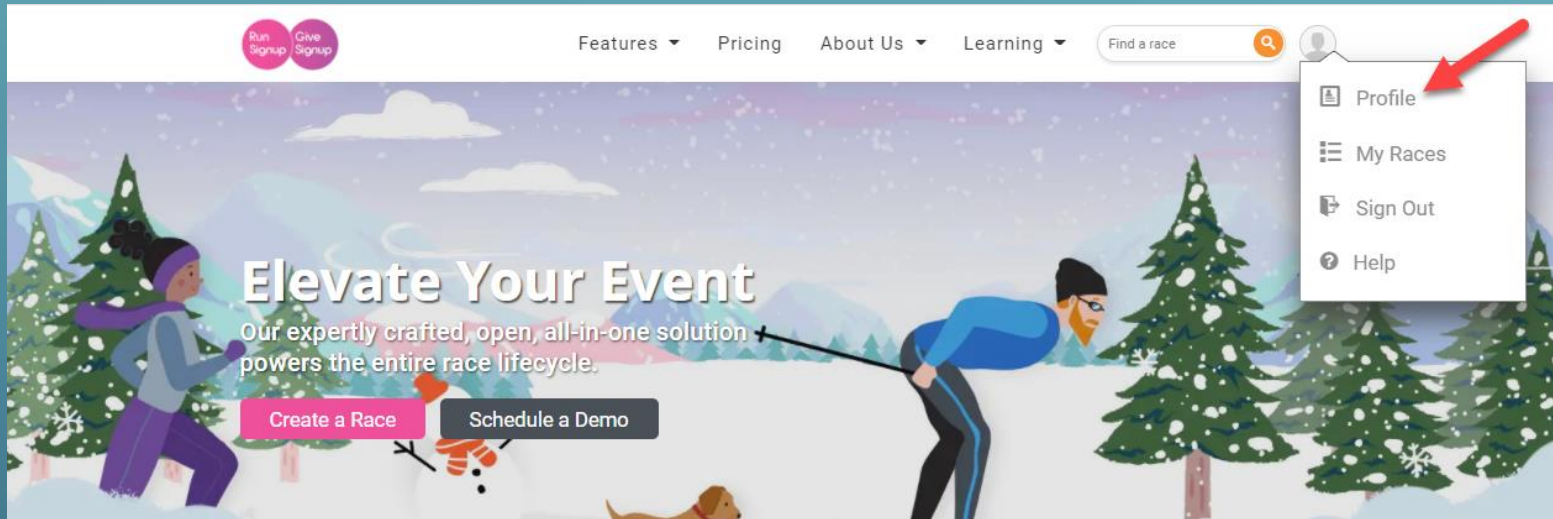 Run Signup
Give Signup
Features
Pricing
About Us
Learning
Find a race
Profile
My Races
Sign Out
Help
Elevate Your Event
Our expertly crafted, open, all-in-one solution
powers the entire race lifecycle.
Create a Race
Schedule a Demo